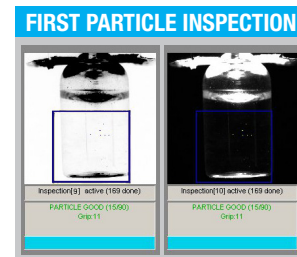 FIRST PARTICLE INSPECTION
Inspection[9] active (169 done)
PARTICLE GOOD (15/90)
Grip:11
Inspection[10] active (169 done)
PARTICLE GOOD (15/90)
Grip:11